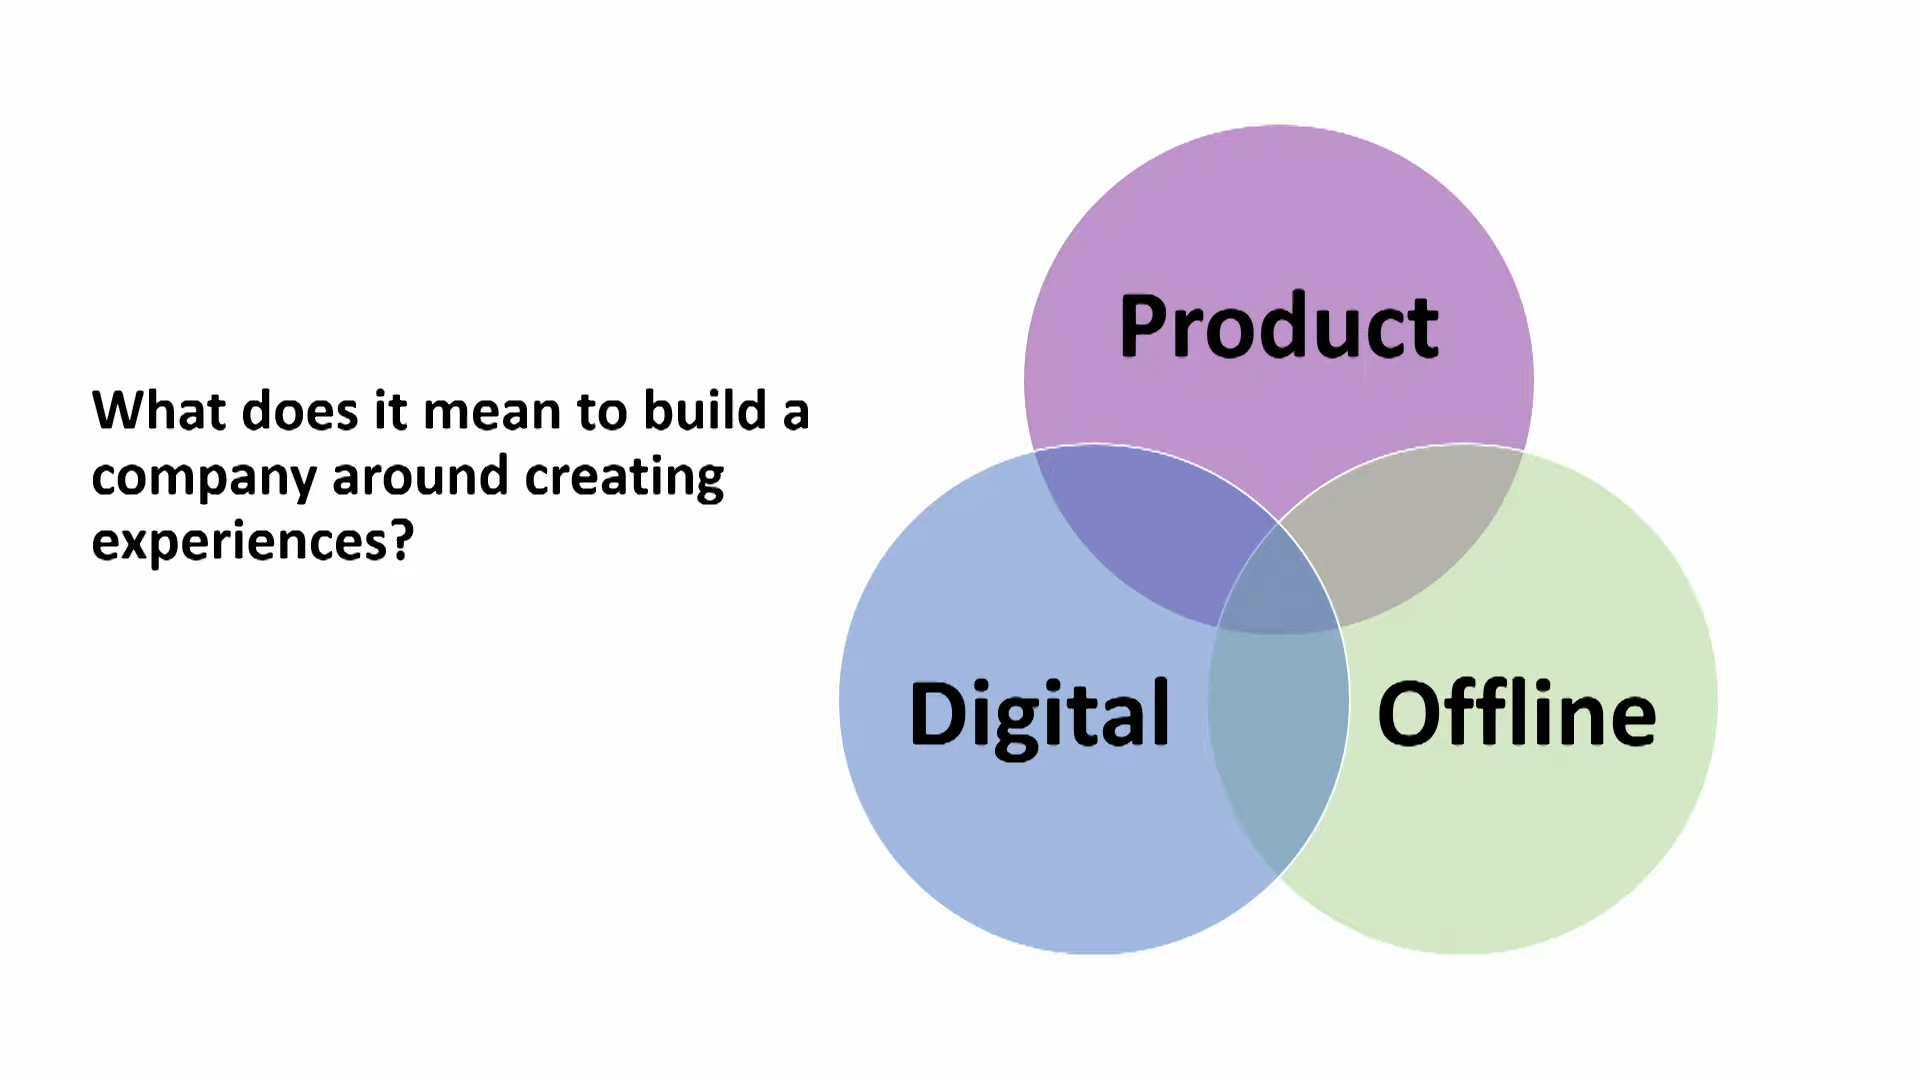 What does it mean to build a
company around creating
experiences?
Product
Digital
Offline